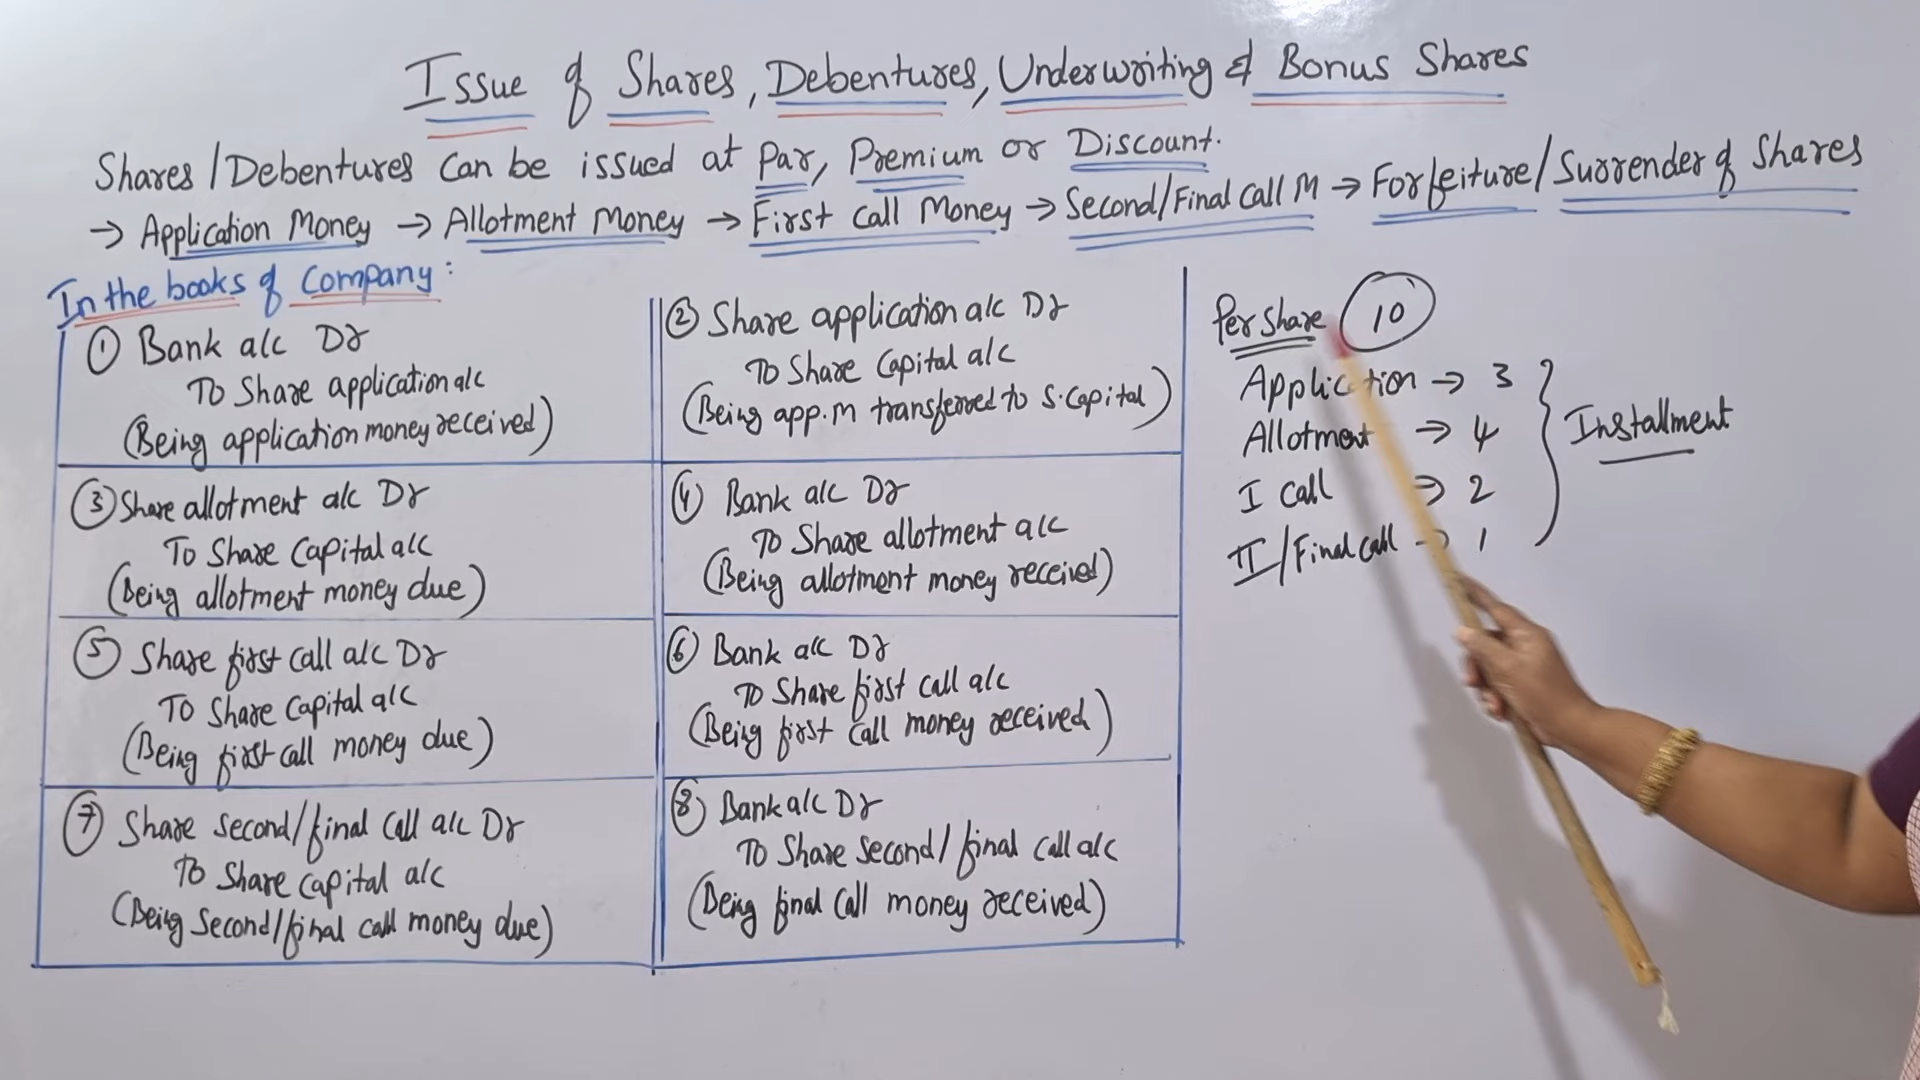 Issue of Shares, Debentures, Underwriting & Bonus Shares
Shares/Debentures Can be issued at Par, Premium or Discount.
→ Application Money → Allotment Money → First Call Money → Second/Final Call M → Forfeiture/Surrender of Shares
In the books of Company:
① Bank a/c Dr
To Share application a/c
(Being application money received)
② Share application a/c Dr
To Share Capital a/c
(Being app.M transferred to S.Capital)
③ Share allotment a/c Dr
To Share Capital a/c
(Being allotment money due)
④ Bank a/c Dr
To Share allotment a/c
(Being allotment money received)
⑤ Share first call a/c Dr
To Share Capital a/c
(Being first call money due)
⑥ Bank a/c Dr
To Share first call a/c
(Being first call money received)
⑦ Share second/final call a/c Dr
To Share capital a/c
(Being Second/final call money due)
⑧ Bank a/c Dr
To Share second/final call a/c
(Being final call money received)
Per share 10
Application → 3
Allotment → 4
I Call → 2
II/Final call → 1
Installment